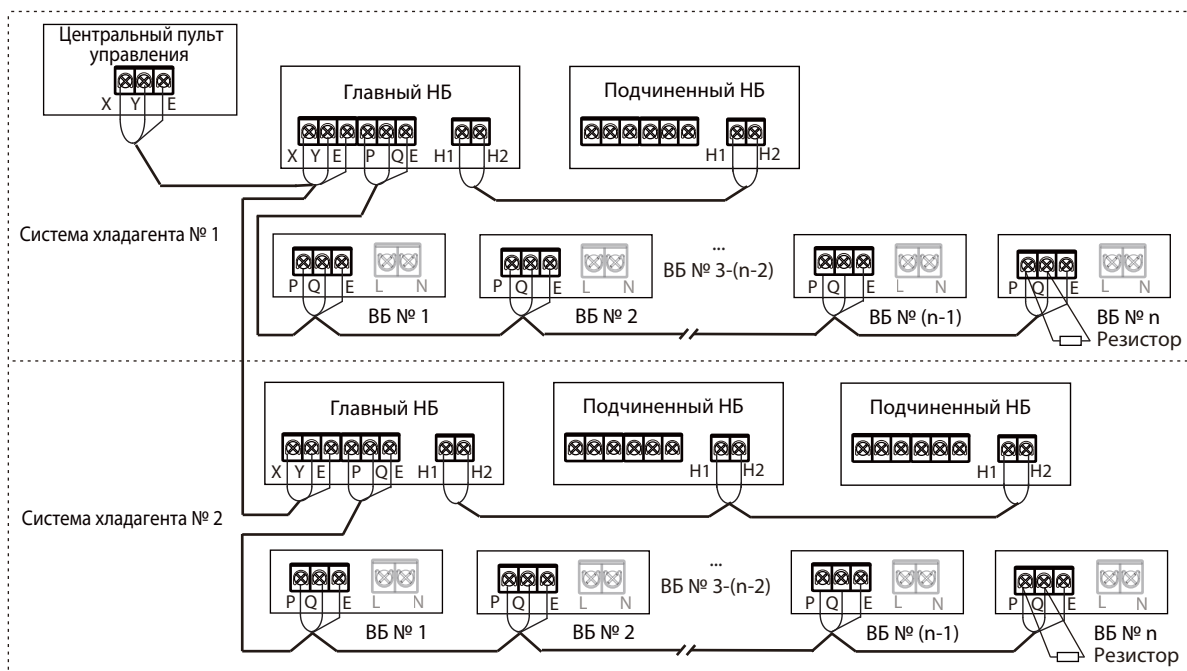 Центральный пульт
управления
X Y E
Главный НБ
X Y E P Q E H1 H2
Подчиненный НБ
H1 H2
Система хладагента № 1
P Q E L N
ВБ № 1
P Q E L N
ВБ № 2
...
ВБ № 3-(n-2)
P Q E L N
ВБ № (n-1)
P Q E L N
ВБ № n
Резистор
Главный НБ
X Y E P Q E H1 H2
Подчиненный НБ
H1 H2
Подчиненный НБ
H1 H2
Система хладагента № 2
P Q E L N
ВБ № 1
P Q E L N
ВБ № 2
...
ВБ № 3-(n-2)
P Q E L N
ВБ № (n-1)
P Q E L N
ВБ № n
Резистор